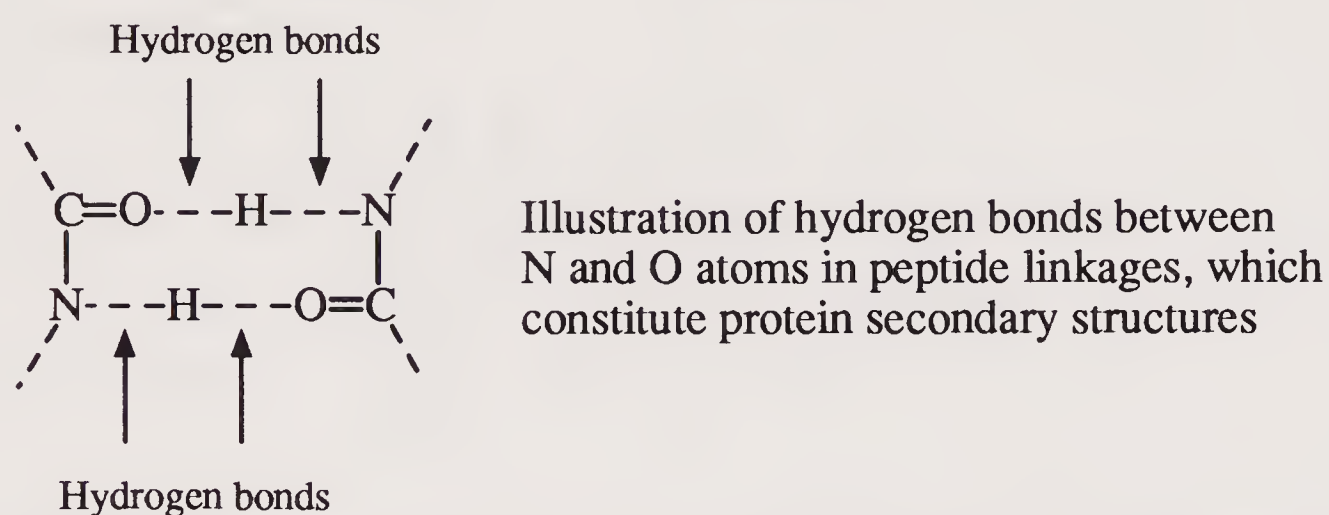 Hydrogen bonds
C=O- - -H- - -N
N- - -H- - -O=C
Hydrogen bonds
Illustration of hydrogen bonds between
N and O atoms in peptide linkages, which
constitute protein secondary structures